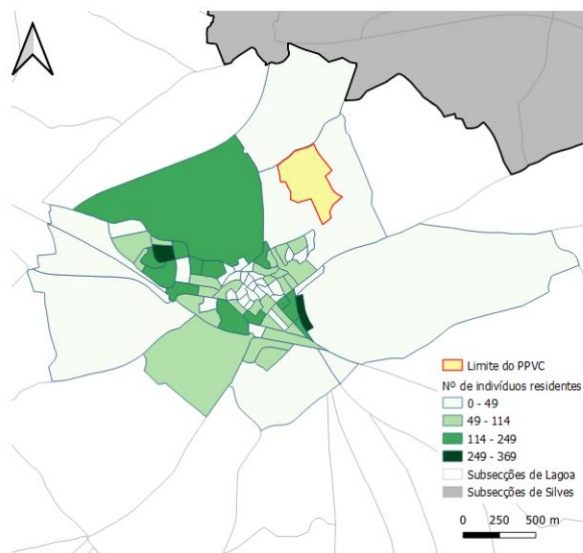 Limite do PPVC
Nº de indivíduos residentes
0 - 49
49 - 114
114 - 249
249 - 369
Subsecções de Lagoa
Subsecções de Silves
0 250 500 m